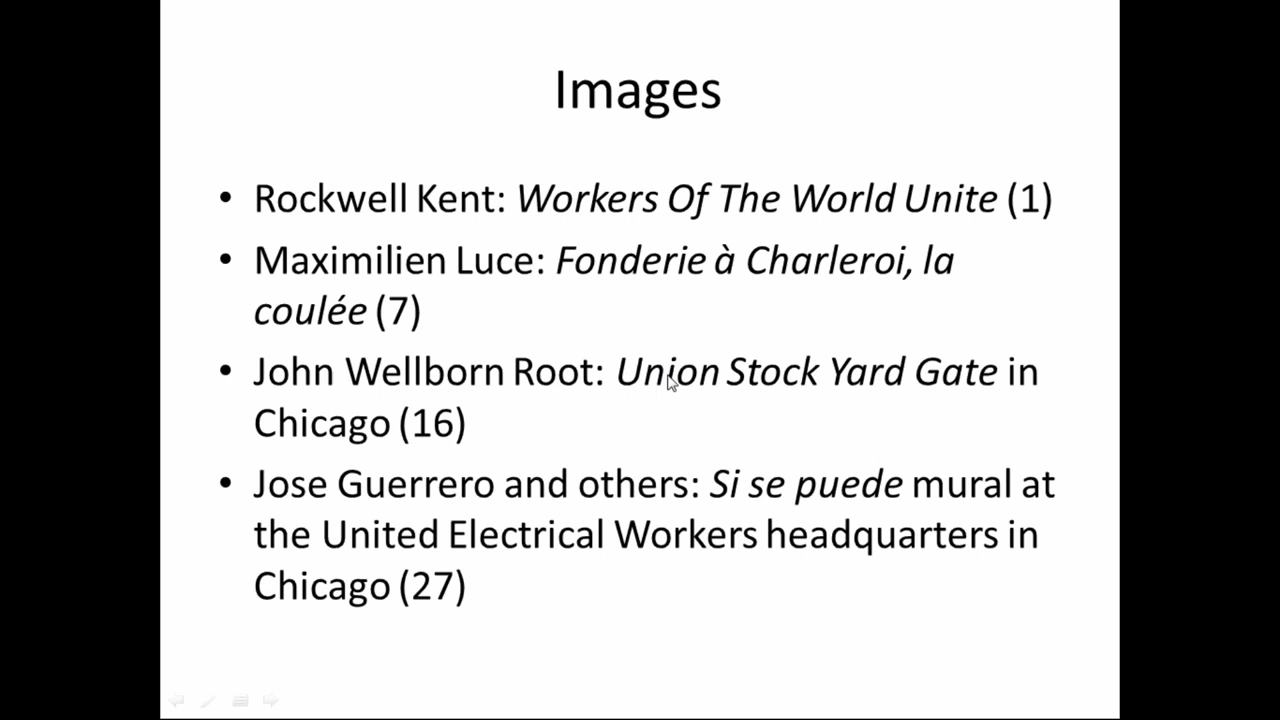 Images
• Rockwell Kent: Workers Of The World Unite (1)
• Maximilien Luce: Fonderie à Charleroi, la
coulée (7)
• John Wellborn Root: Union Stock Yard Gate in
Chicago (16)
• Jose Guerrero and others: Si se puede mural at
the United Electrical Workers headquarters in
Chicago (27)